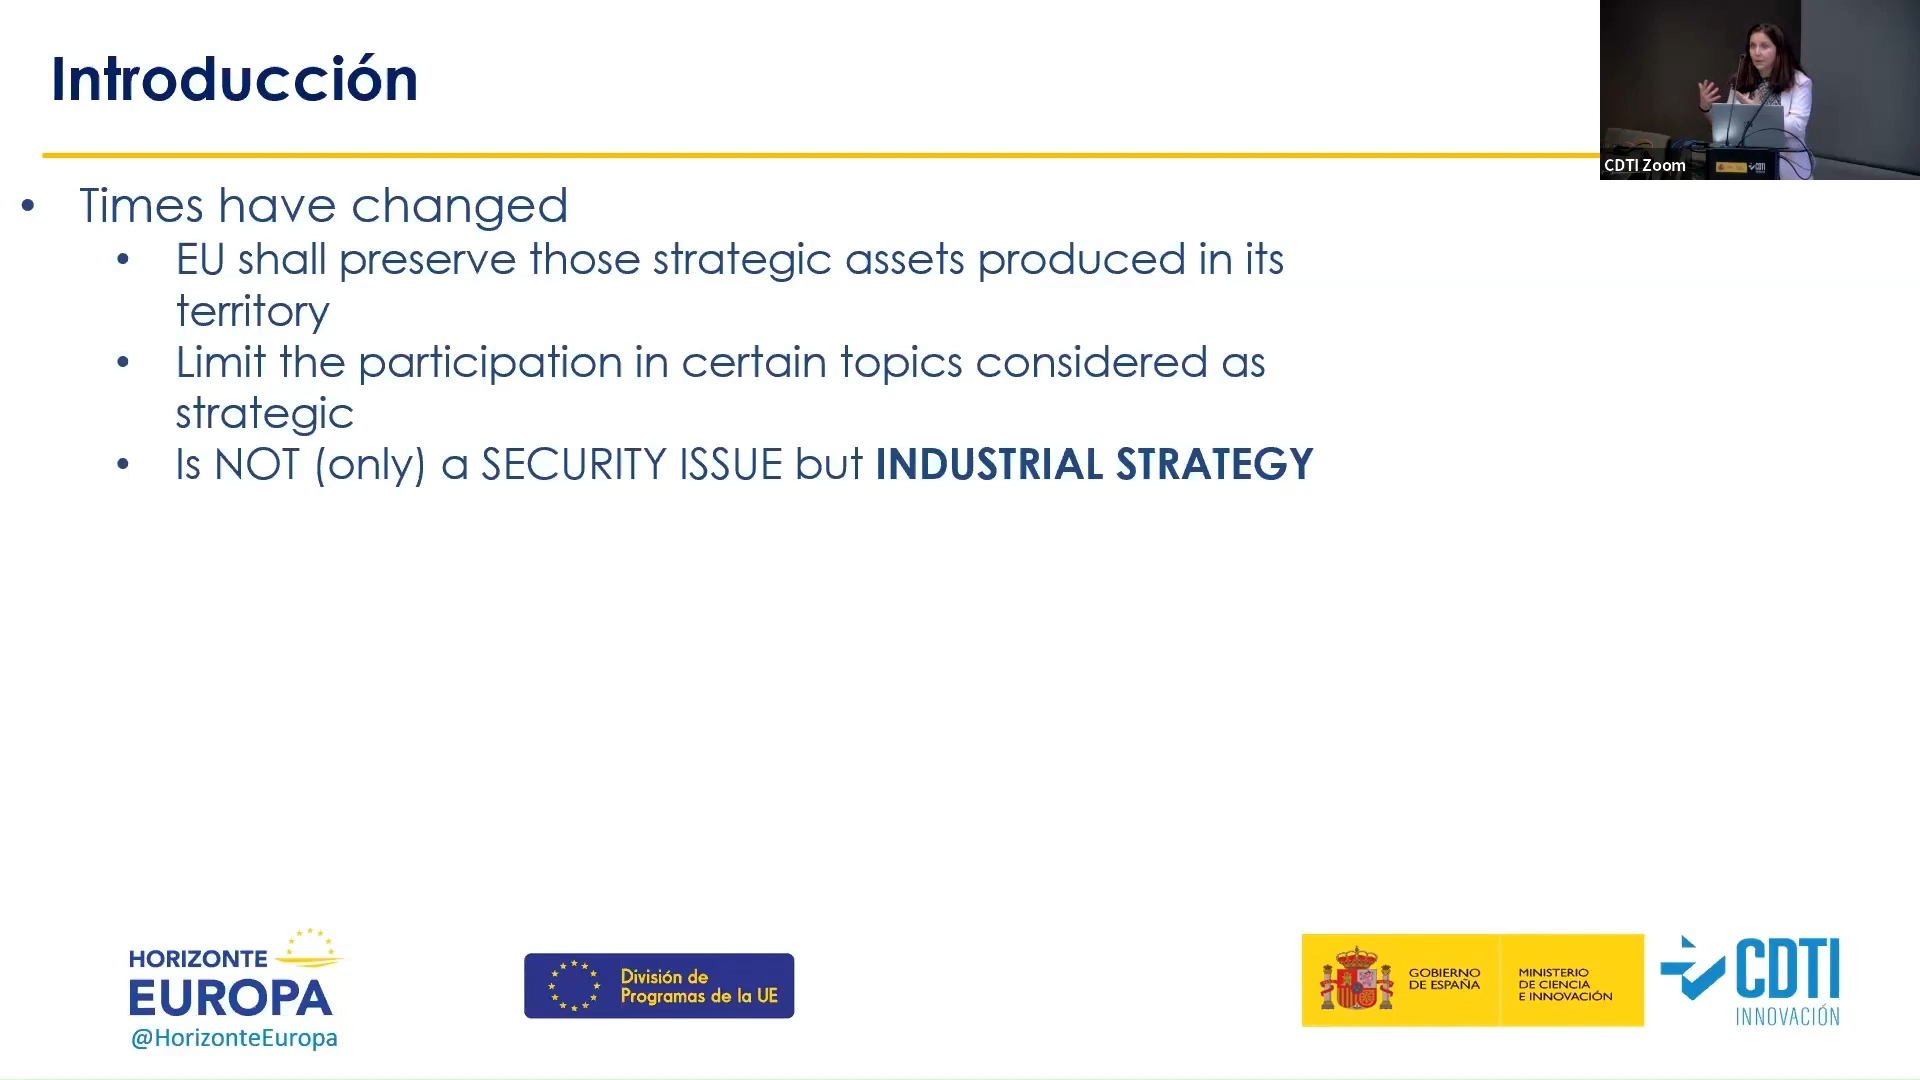 Introducción
CDTI Zoom
• Times have changed
• EU shall preserve those strategic assets produced in its
territory
• Limit the participation in certain topics considered as
strategic
• Is NOT (only) a SECURITY ISSUE but INDUSTRIAL STRATEGY
HORIZONTE
EUROPA
@HorizonteEuropa
División de
Programas de la UE
GOBIERNO
DE ESPAÑA
MINISTERIO
DE CIENCIA
E INNOVACIÓN
CDTI
INNOVACIÓN